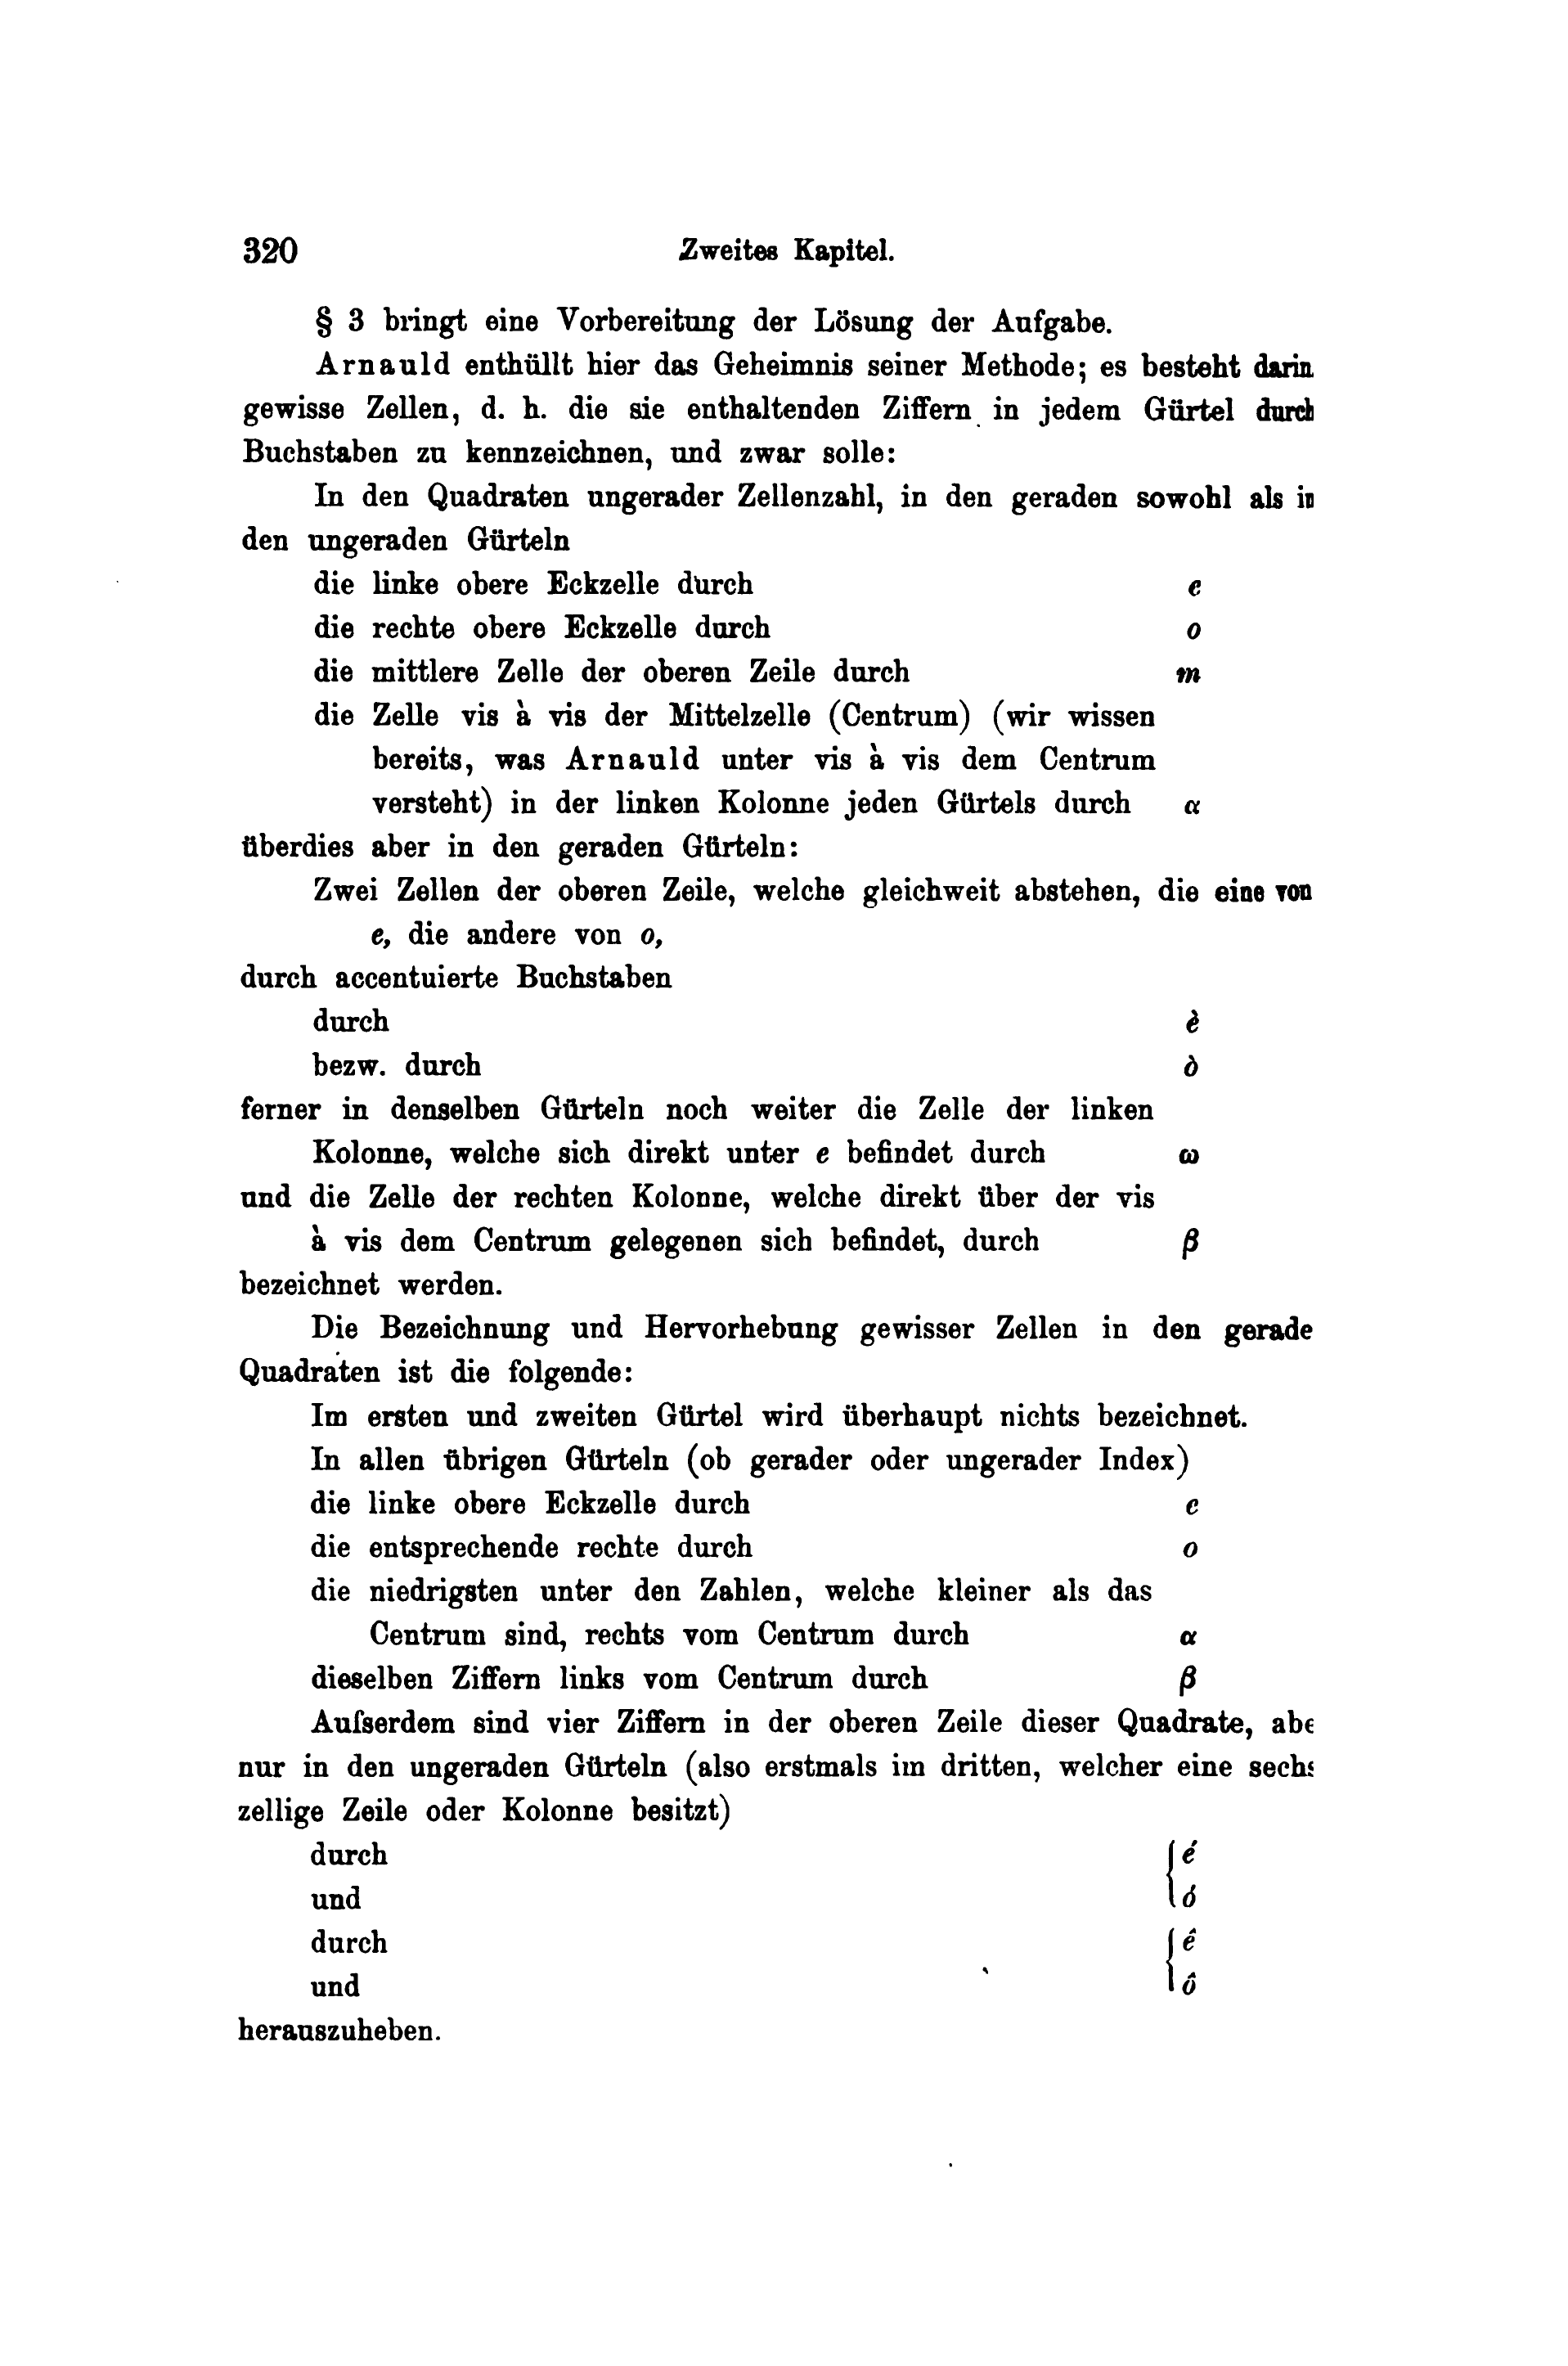 320 Zweites Kapitel.
§ 3 bringt eine Vorbereitung der Lösung der Aufgabe.
Arnauld enthüllt hier das Geheimnis seiner Methode; es besteht darin
gewisse Zellen, d. h. die sie enthaltenden Ziffern in jedem Gürtel durch
Buchstaben zu kennzeichnen, und zwar solle:
In den Quadraten ungerader Zellenzahl, in den geraden sowohl als in
den ungeraden Gürteln
die linke obere Eckzelle durch e
die rechte obere Eckzelle durch o
die mittlere Zelle der oberen Zeile durch m
die Zelle vis à vis der Mittelzelle (Centrum) (wir wissen
bereits, was Arnauld unter vis à vis dem Centrum
versteht) in der linken Kolonne jeden Gürtels durch α
überdies aber in den geraden Gürteln:
Zwei Zellen der oberen Zeile, welche gleichweit abstehen, die eine von
e, die andere von o,
durch accentuierte Buchstaben
durch è
bezw. durch ò
ferner in denselben Gürteln noch weiter die Zelle der linken
Kolonne, welche sich direkt unter e befindet durch ω
und die Zelle der rechten Kolonne, welche direkt über der vis
à vis dem Centrum gelegenen sich befindet, durch β
bezeichnet werden.
Die Bezeichnung und Hervorhebung gewisser Zellen in den gerade
Quadraten ist die folgende:
Im ersten und zweiten Gürtel wird überhaupt nichts bezeichnet.
In allen übrigen Gürteln (ob gerader oder ungerader Index)
die linke obere Eckzelle durch e
die entsprechende rechte durch o
die niedrigsten unter den Zahlen, welche kleiner als das
Centrum sind, rechts vom Centrum durch α
dieselben Ziffern links vom Centrum durch β
Aufserdem sind vier Ziffern in der oberen Zeile dieser Quadrate, abe
nur in den ungeraden Gürteln (also erstmals im dritten, welcher eine sechs
zellige Zeile oder Kolonne besitzt)
durch é
und ó
durch ê
und ô
herauszuheben.